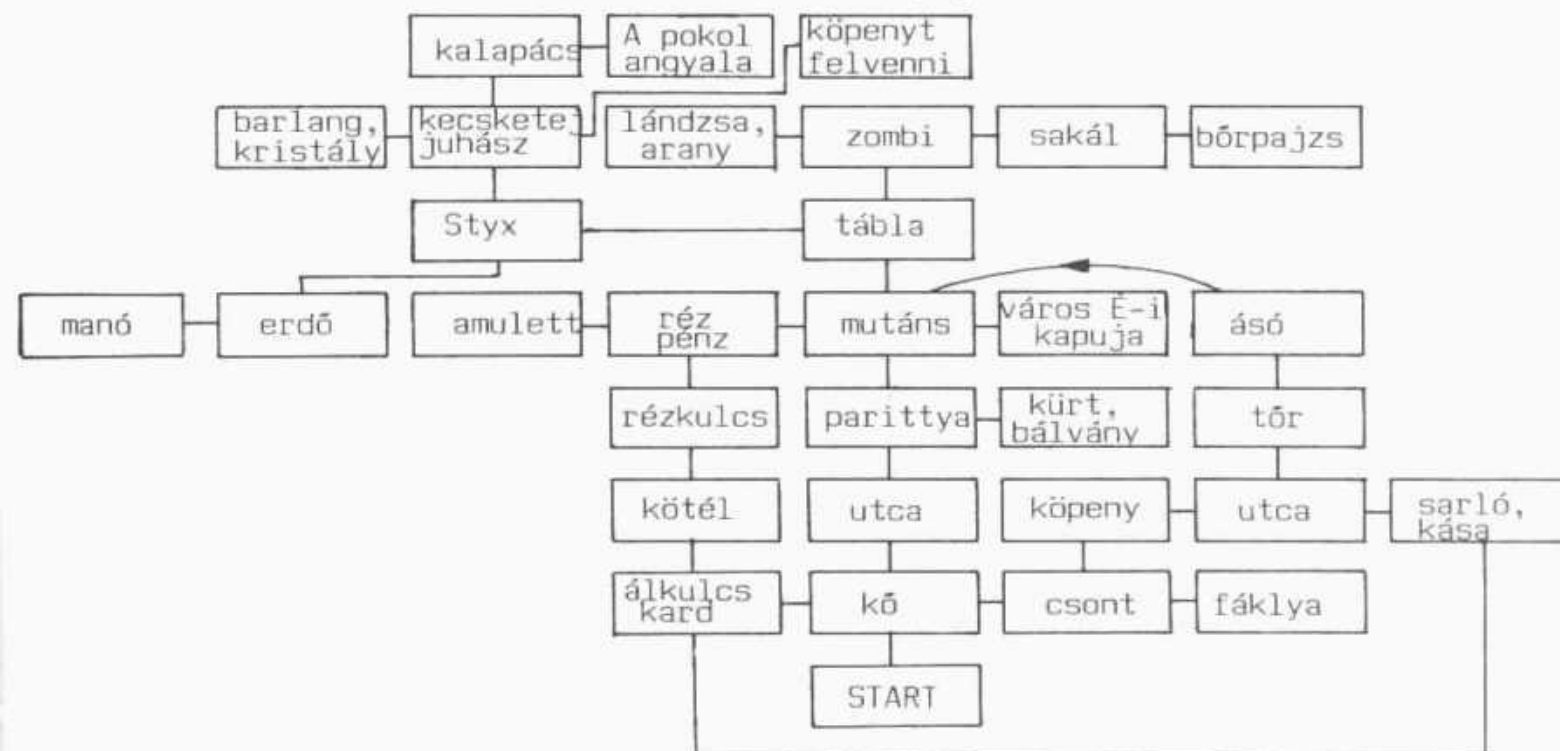 kalapács
A pokol
angyala
köpenyt
felvenni
barlang,
kristály
kecsketej
juhász
lándzsa,
arany
zombi
sakál
bőrpajzs
Styx
tábla
manó
erdő
amulett
réz
pénz
mutáns
város É-i
kapuja
ásó
rézkulcs
parittya
kürt,
bálvány
tőr
kötél
utca
köpeny
utca
sarló,
kása
álkulcs
kard
kő
csont
fáklya
START